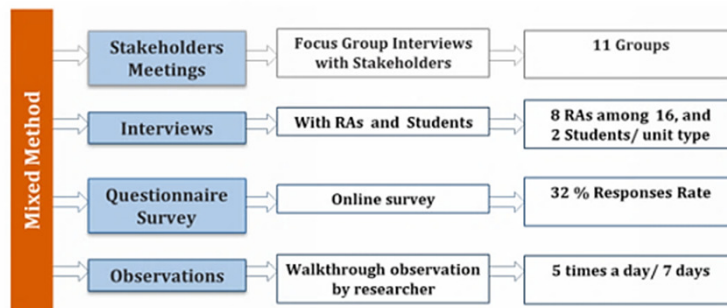 Mixed Method
Stakeholders
Meetings
Focus Group Interviews
with Stakeholders
11 Groups
Interviews
With RAs and Students
8 RAs among 16, and
2 Students/ unit type
Questionnaire
Survey
Online survey
32 % Responses Rate
Observations
Walkthrough observation
by researcher
5 times a day/ 7 days